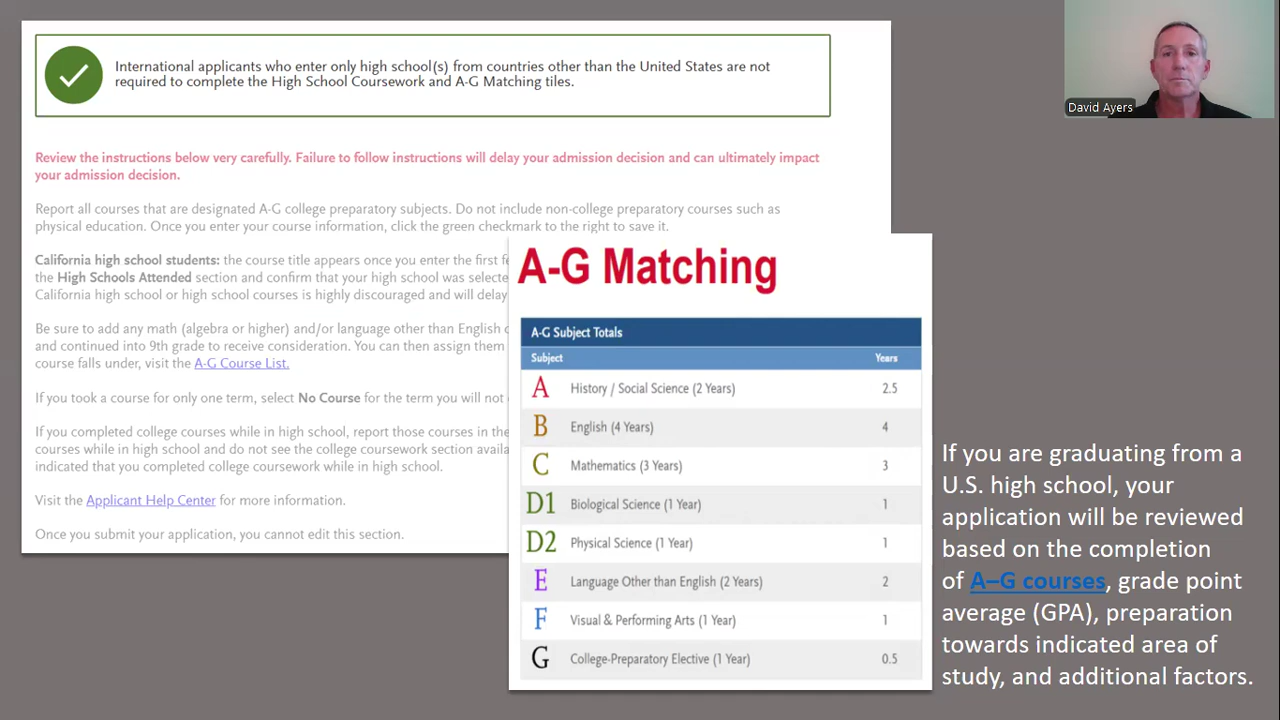 International applicants who enter only high school(s) from countries other than the United States are not
required to complete the High School Coursework and A-G Matching tiles.
David Ayers
Review the instructions below very carefully. Failure to follow instructions will delay your admission decision and can ultimately impact
your admission decision.
Report all courses that are designated A-G college preparatory subjects. Do not include non-college preparatory courses such as
physical education. Once you enter your course information, click the green checkmark to the right to save it.
California high school students: the course title appears once you enter the first
the High Schools Attended section and confirm that your high school was
California high school or high school courses is highly discouraged and will delay
Be sure to add any math (algebra or higher) and/or language other than English
and continued into 9th grade to receive consideration. You can then assign them
course falls under, visit the A-G Course List.
If you took a course for only one term, select No Course for the term you will not
If you completed college courses while in high school, report those courses in the
courses while in high school and do not see the college coursework section
indicated that you completed college coursework while in high school.
Visit the Applicant Help Center for more information.
Once you submit your application, you cannot edit this section.
A-G Matching
A-G Subject Totals
Subject Years
A History / Social Science (2 Years) 2.5
B English (4 Years) 4
C Mathematics (3 Years) 3
D1 Biological Science (1 Year) 1
D2 Physical Science (1 Year) 1
E Language Other than English (2 Years) 2
F Visual & Performing Arts (1 Year) 1
G College-Preparatory Elective (1 Year) 0.5
If you are graduating from a
U.S. high school, your
application will be reviewed
based on the completion
of A–G courses, grade point
average (GPA), preparation
towards indicated area of
study, and additional factors.